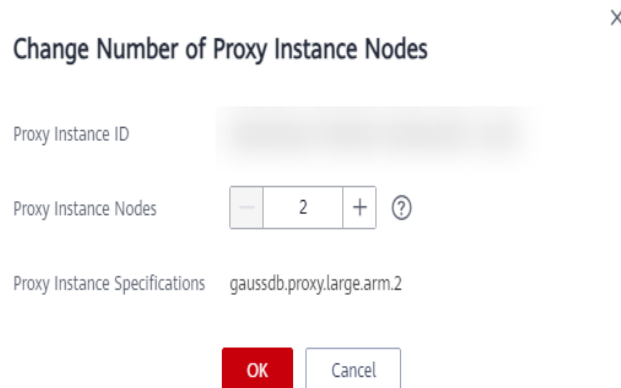 Change Number of Proxy Instance Nodes
Proxy Instance ID
Proxy Instance Nodes 2
Proxy Instance Specifications gaussdb.proxy.large.arm.2
OK Cancel